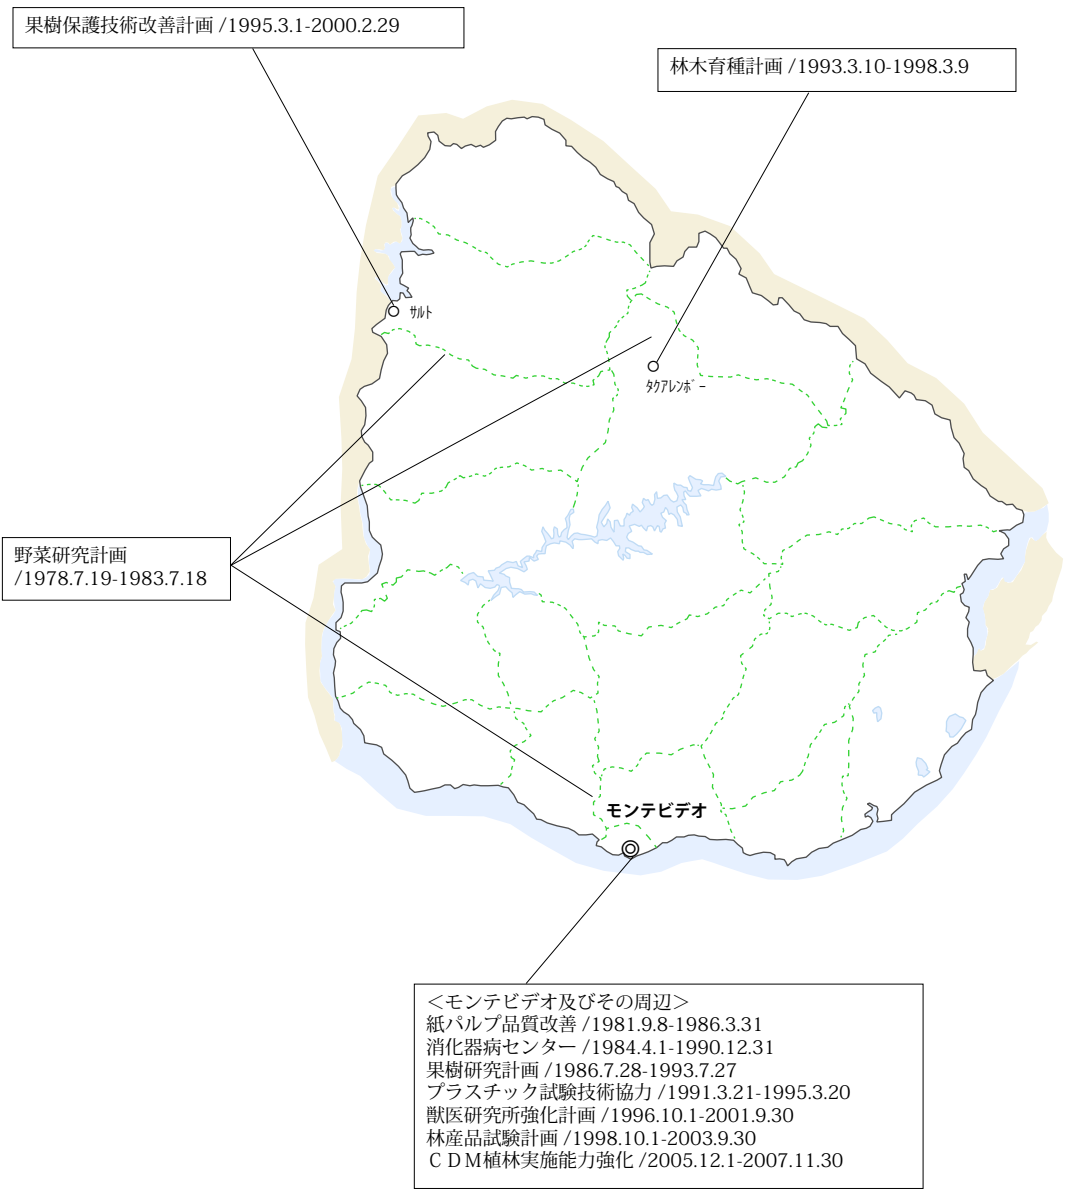 果樹保護技術改善計画 /1995.3.1-2000.2.29
林木育種計画 /1993.3.10-1998.3.9
ｻﾙﾄ
ﾀｸｱﾚﾝﾎﾞｰ
野菜研究計画
/1978.7.19-1983.7.18
モンテビデオ
＜モンテビデオ及びその周辺＞
紙パルプ品質改善 /1981.9.8-1986.3.31
消化器病センター /1984.4.1-1990.12.31
果樹研究計画 /1986.7.28-1993.7.27
プラスチック試験技術協力 /1991.3.21-1995.3.20
獣医研究所強化計画 /1996.10.1-2001.9.30
林産品試験計画 /1998.10.1-2003.9.30
ＣＤＭ植林実施能力強化 /2005.12.1-2007.11.30